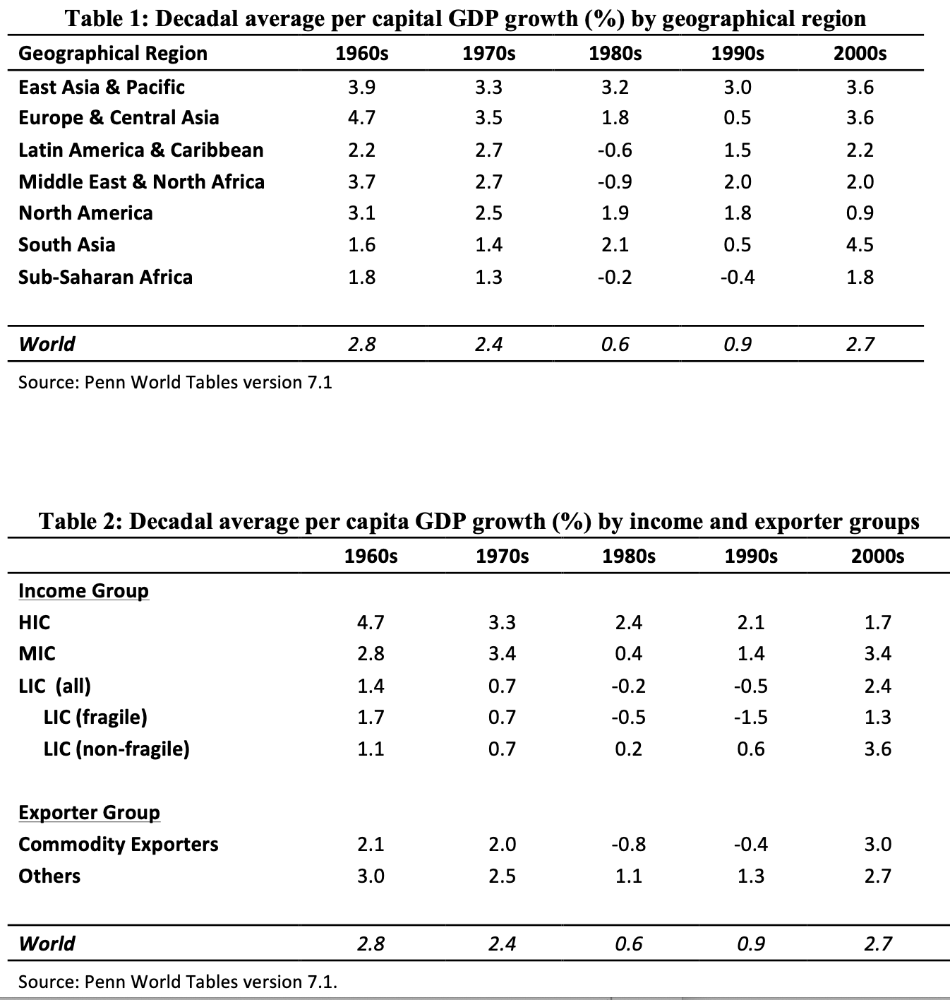 Table 1: Decadal average per capital GDP growth (%) by geographical region
Geographical Region 1960s 1970s 1980s 1990s 2000s
East Asia & Pacific 3.9 3.3 3.2 3.0 3.6
Europe & Central Asia 4.7 3.5 1.8 0.5 3.6
Latin America & Caribbean 2.2 2.7 -0.6 1.5 2.2
Middle East & North Africa 3.7 2.7 -0.9 2.0 2.0
North America 3.1 2.5 1.9 1.8 0.9
South Asia 1.6 1.4 2.1 0.5 4.5
Sub-Saharan Africa 1.8 1.3 -0.2 -0.4 1.8
World 2.8 2.4 0.6 0.9 2.7
Source: Penn World Tables version 7.1
Table 2: Decadal average per capita GDP growth (%) by income and exporter groups
1960s 1970s 1980s 1990s 2000s
Income Group
HIC 4.7 3.3 2.4 2.1 1.7
MIC 2.8 3.4 0.4 1.4 3.4
LIC (all) 1.4 0.7 -0.2 -0.5 2.4
LIC (fragile) 1.7 0.7 -0.5 -1.5 1.3
LIC (non-fragile) 1.1 0.7 0.2 0.6 3.6
Exporter Group
Commodity Exporters 2.1 2.0 -0.8 -0.4 3.0
Others 3.0 2.5 1.1 1.3 2.7
World 2.8 2.4 0.6 0.9 2.7
Source: Penn World Tables version 7.1.